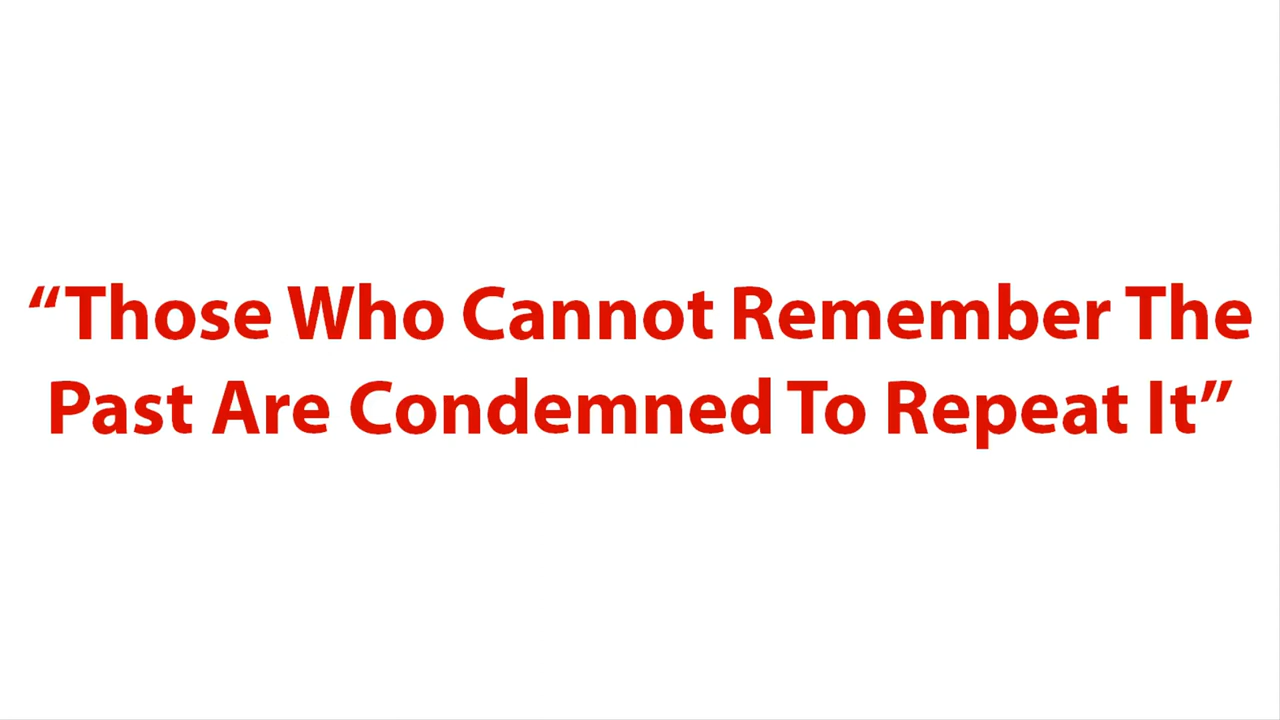 “Those Who Cannot Remember The
Past Are Condemned To Repeat It”